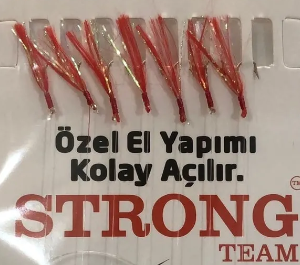 Özel El Yapımı
Kolay Açılır.
STRONG
TEAM